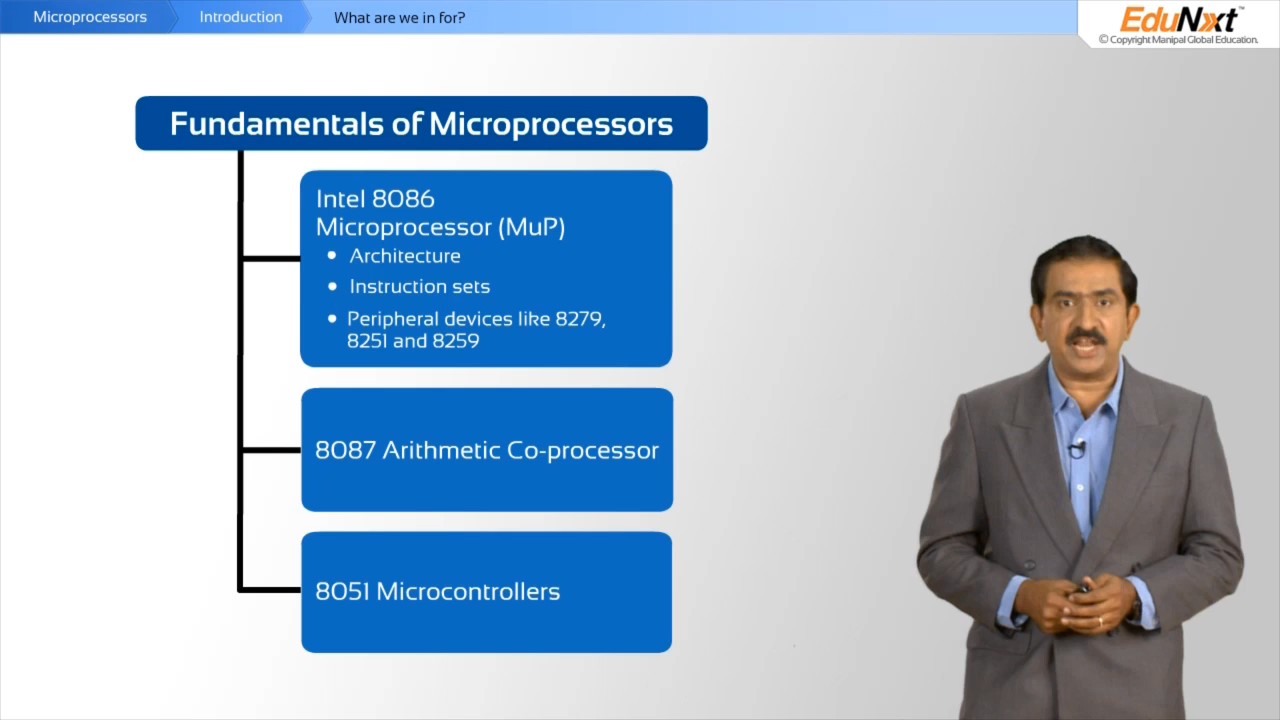 Microprocessors Introduction What are we in for?
EduNxt™
© Copyright Manipal Global Education.
Fundamentals of Microprocessors
Intel 8086
Microprocessor (MuP)
• Architecture
• Instruction sets
• Peripheral devices like 8279,
8251 and 8259
8087 Arithmetic Co-processor
8051 Microcontrollers